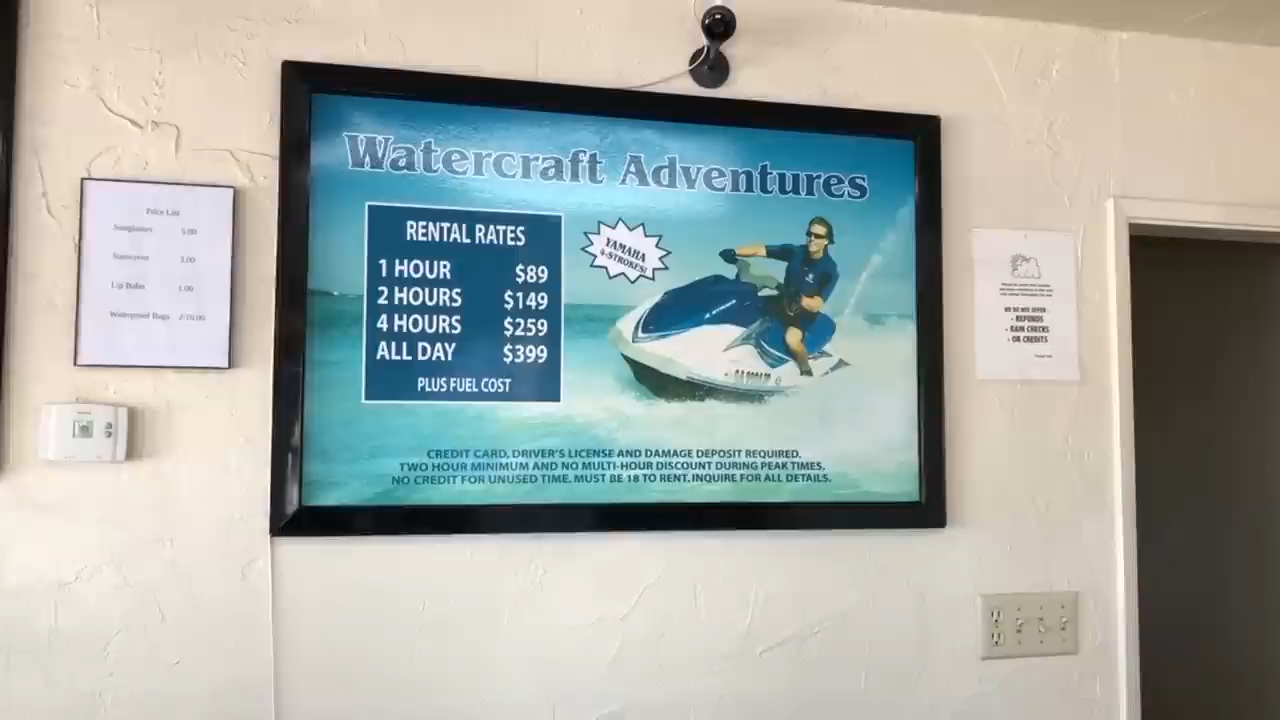 Price List
Sunglasses 5.00
Sunscreen 3.00
Lip Balm 1.00
Waterproof Bags
Watercraft Adventures
RENTAL RATES
1 HOUR $89
2 HOURS $149
4 HOURS $259
ALL DAY $399
PLUS FUEL COST
YAMAHA
4-STROKES!
CREDIT CARD, DRIVER'S LICENSE AND DAMAGE DEPOSIT REQUIRED.
TWO HOUR MINIMUM AND NO MULTI-HOUR DISCOUNT DURING PEAK TIMES.
NO CREDIT FOR UNUSED TIME. MUST BE 18 TO RENT. INQUIRE FOR ALL DETAILS.
WE DO NOT OFFER:
- REFUNDS
- RAIN CHECKS
- OR CREDITS